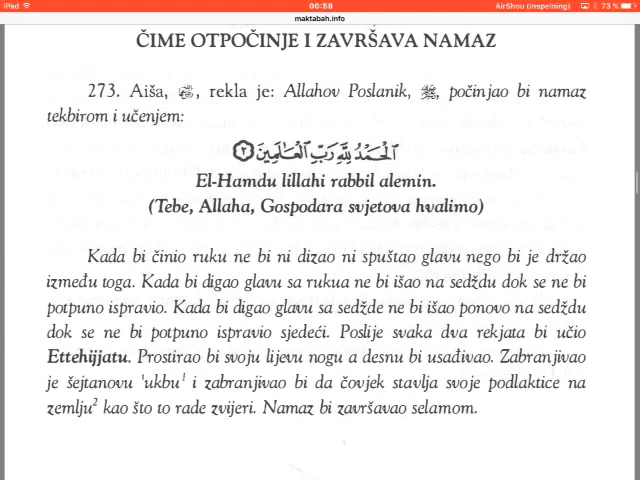 iPad 00:58 AirShou (Inspelning) 73 %
maktabah.info
ČIME OTPOČINJE I ZAVRŠAVA NAMAZ
273. Aiša, رضي الله عنها, rekla je: Allahov Poslanik, ﷺ, počinjao bi namaz
tekbirom i učenjem:
ٱلْحَمْدُ لِلَّهِ رَبِّ ٱلْعَٰلَمِينَ ٢
El-Hamdu lillahi rabbil alemin.
(Tebe, Allaha, Gospodara svjetova hvalimo)
Kada bi činio ruku ne bi ni dizao ni spuštao glavu nego bi je držao
između toga. Kada bi digao glavu sa rukua ne bi išao na sedždu dok se ne bi
potpuno ispravio. Kada bi digao glavu sa sedžde ne bi išao ponovo na sedždu
dok se ne bi potpuno ispravio sjedeći. Poslije svaka dva rekjata bi učio
Ettehijjatu. Prostirao bi svoju lijevu nogu a desnu bi usađivao. Zabranjivao
je šejtanovu 'ukbu¹ i zabranjivao bi da čovjek stavlja svoje podlaktice na
zemlju² kao što to rade zvijeri. Namaz bi završavao selamom.